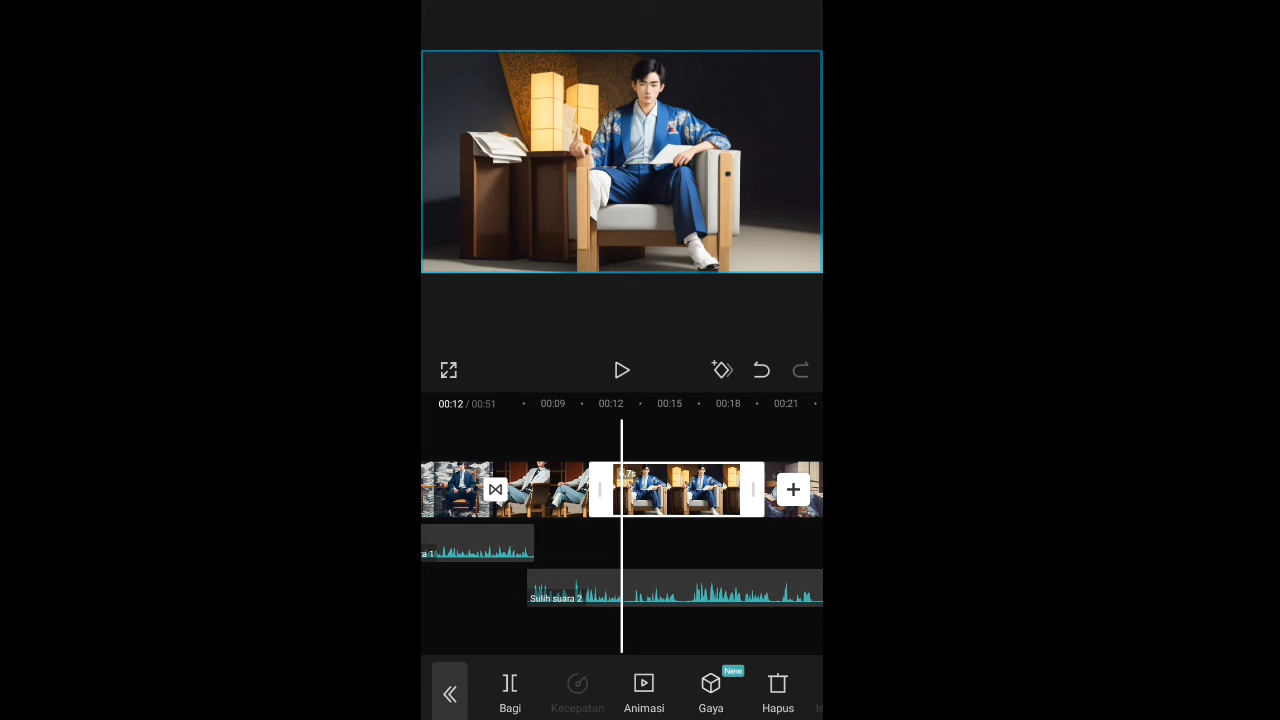 00:12 / 00:51 00:09 00:12 00:15 00:18 00:21
Sulih suara 2
New
Bagi Kecepatan Animasi Gaya Hapus